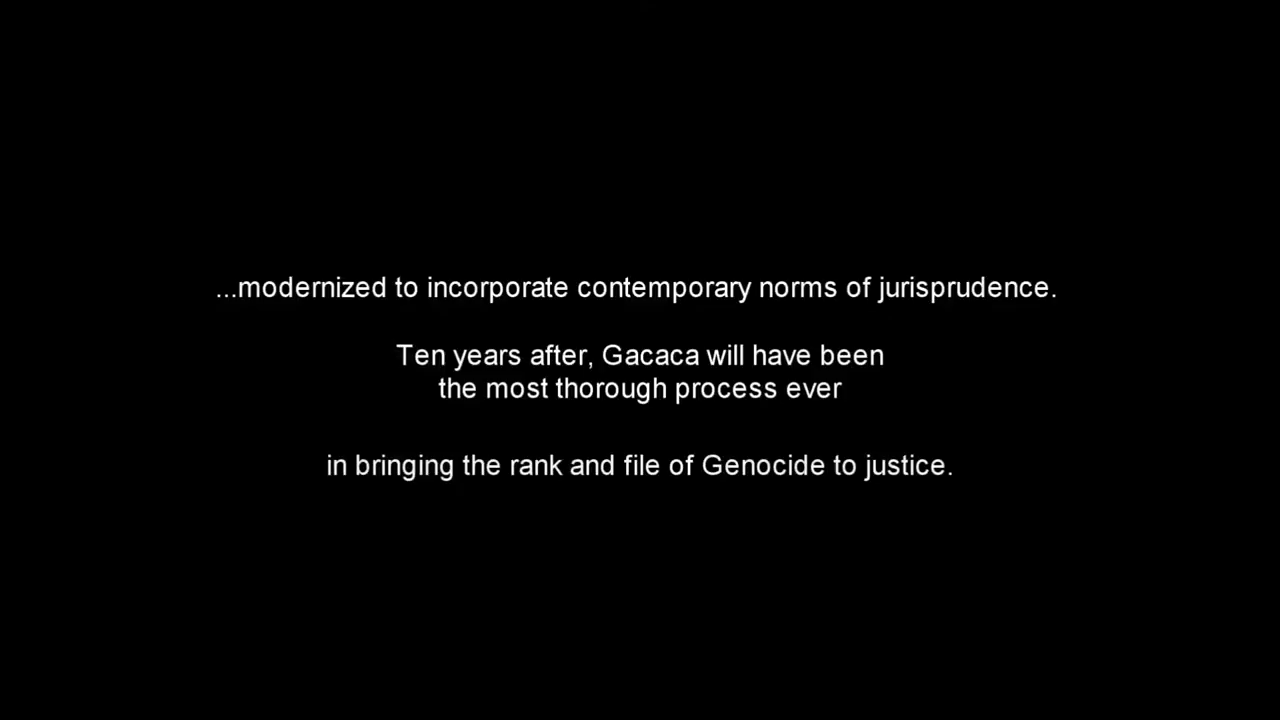 ...modernized to incorporate contemporary norms of jurisprudence.
Ten years after, Gacaca will have been
the most thorough process ever
in bringing the rank and file of Genocide to justice.